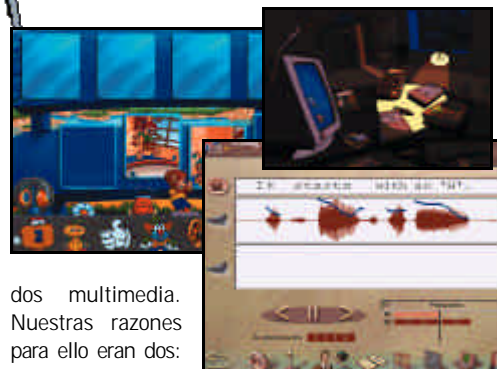 It starts with an "W".
dos multimedia.
Nuestras razones
para ello eran dos: